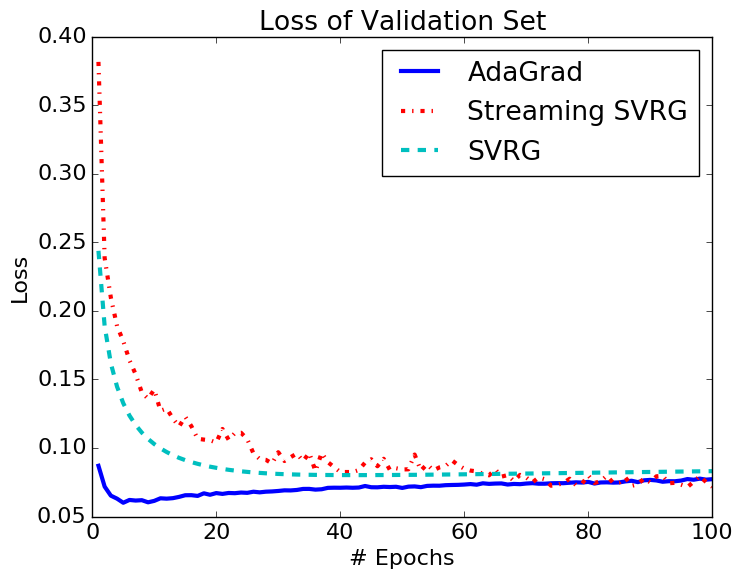 Loss of Validation Set
0.40
0.35
0.30
0.25
0.20
0.15
0.10
0.05
Loss
AdaGrad
Streaming SVRG
SVRG
0 20 40 60 80 100
# Epochs